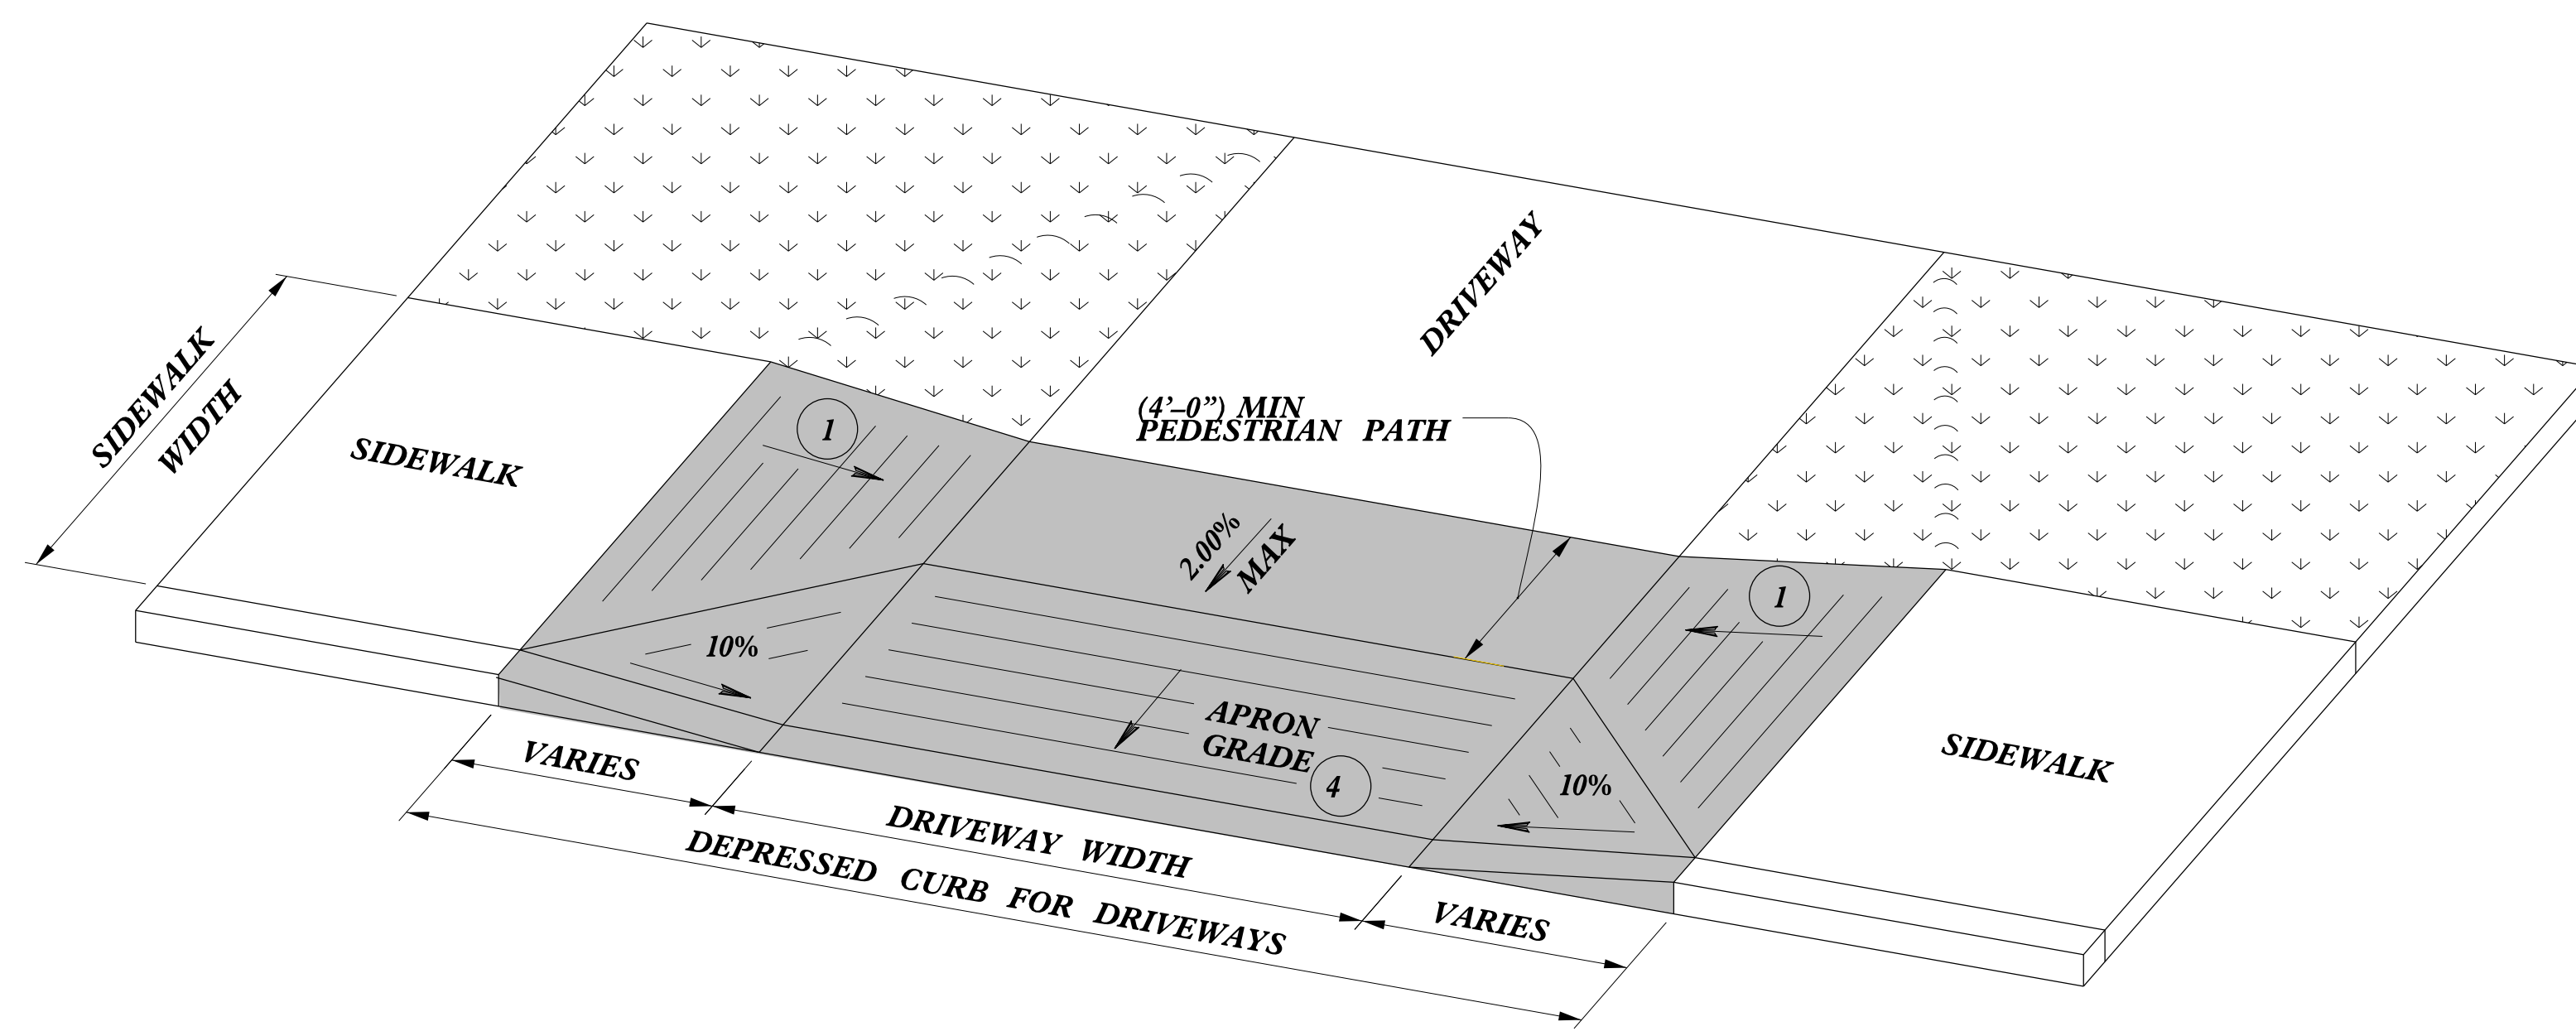 DRIVEWAY
SIDEWALK
WIDTH
SIDEWALK
1
(4'–0") MIN
PEDESTRIAN PATH
2.00%
MAX
1
10%
APRON
GRADE
4
10%
SIDEWALK
VARIES
DRIVEWAY WIDTH
VARIES
DEPRESSED CURB FOR DRIVEWAYS